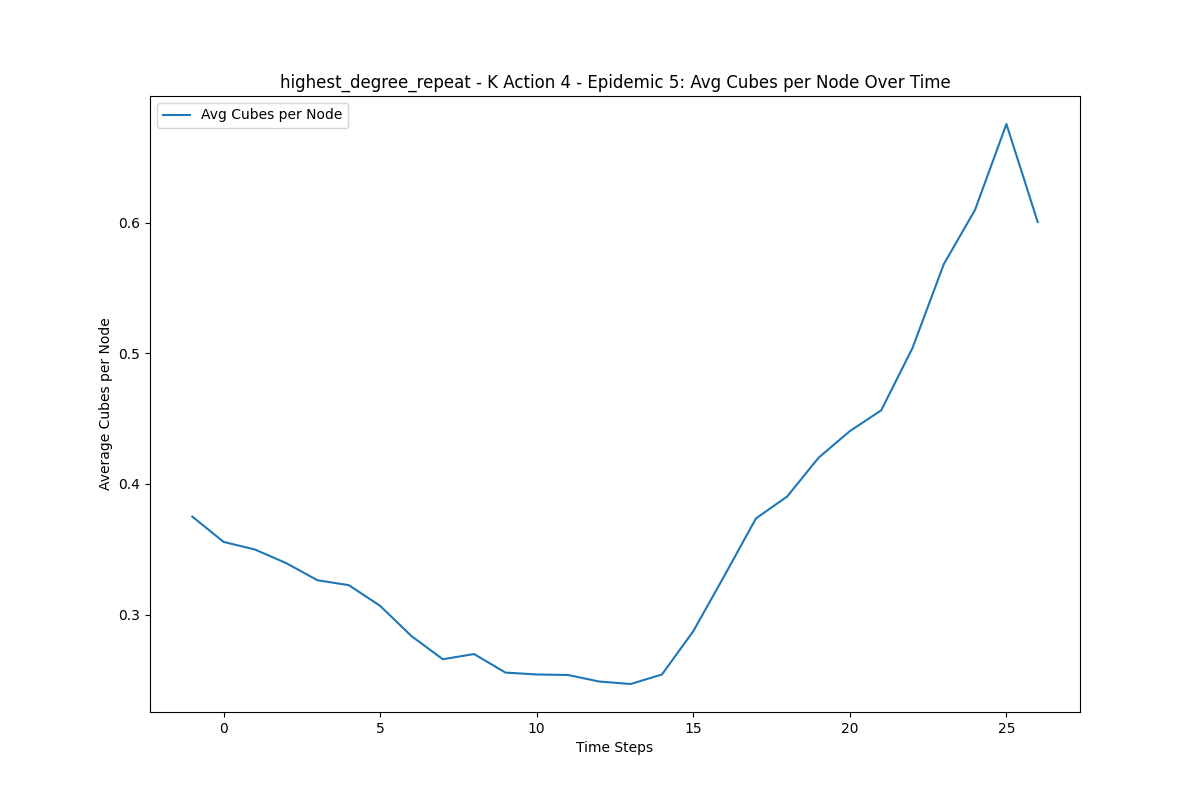 highest_degree_repeat - K Action 4 - Epidemic 5: Avg Cubes per Node Over Time
Avg Cubes per Node
Average Cubes per Node
0.6
0.5
0.4
0.3
0 5 10 15 20 25
Time Steps